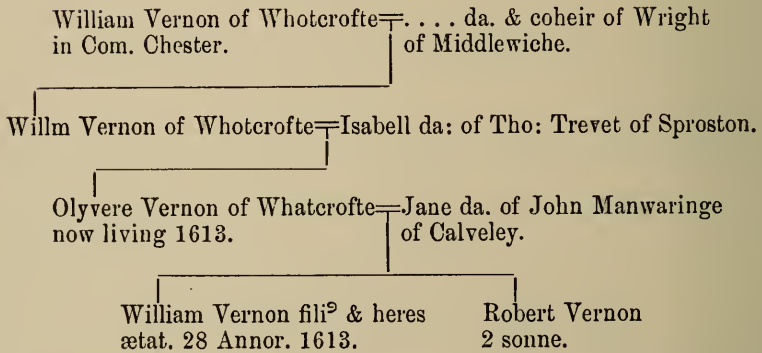 William Vernon of Whotcrofte=. . . . da. & coheir of Wright
in Com. Chester. of Middlewiche.
Willm Vernon of Whotcrofte=Isabell da: of Tho: Trevet of Sproston.
Olyvere Vernon of Whatcrofte=Jane da. of John Manwaringe
now living 1613. of Calveley.
William Vernon filiꝰ & heres Robert Vernon
ætat. 28 Annor. 1613. 2 sonne.